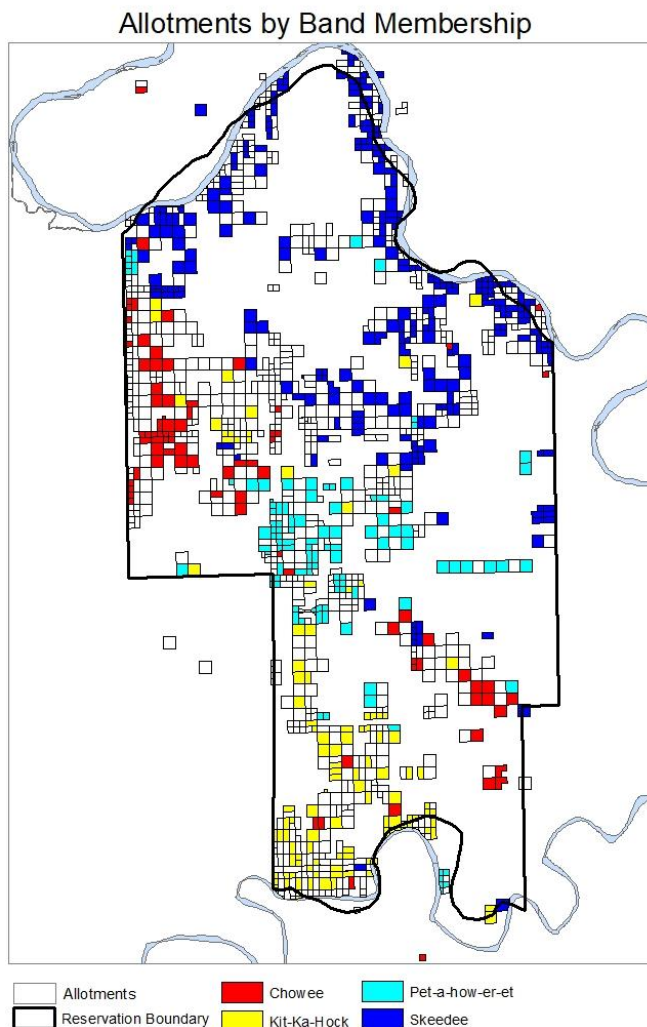 Allotments by Band Membership
Allotments
Chowee
Pet-a-how-er-et
Reservation Boundary
Kit-Ka-Hock
Skeedee